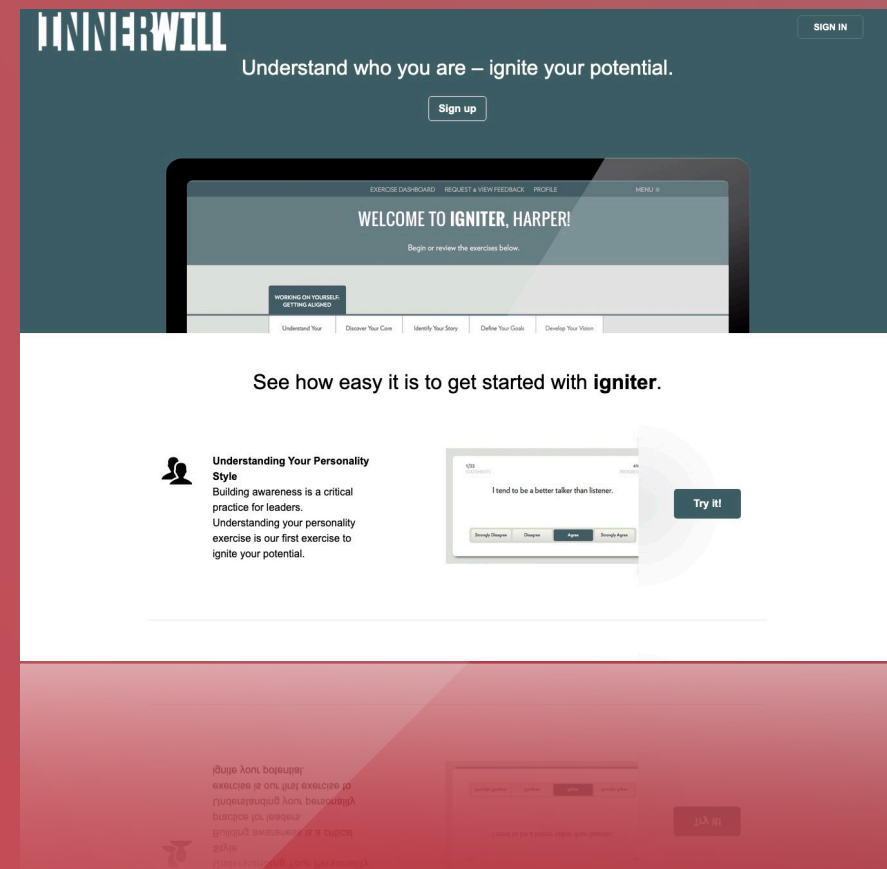 INNERWILL
SIGN IN
Understand who you are – ignite your potential.
Sign up
EXERCISE DASHBOARD REQUEST & VIEW FEEDBACK PROFILE MENU ≡
WELCOME TO IGNITER, HARPER!
Begin or review the exercises below.
WORKING ON YOURSELF:
GETTING ALIGNED
Understand Your Discover Your Core Identify Your Story Define Your Goals Develop Your Vision
See how easy it is to get started with igniter.
Understanding Your Personality
Style
Building awareness is a critical
practice for leaders.
Understanding your personality
exercise is our first exercise to
ignite your potential.
1/33
STATEMENTS
I tend to be a better talker than listener.
Strongly Disagree Disagree Agree Strongly Agree
Try it!